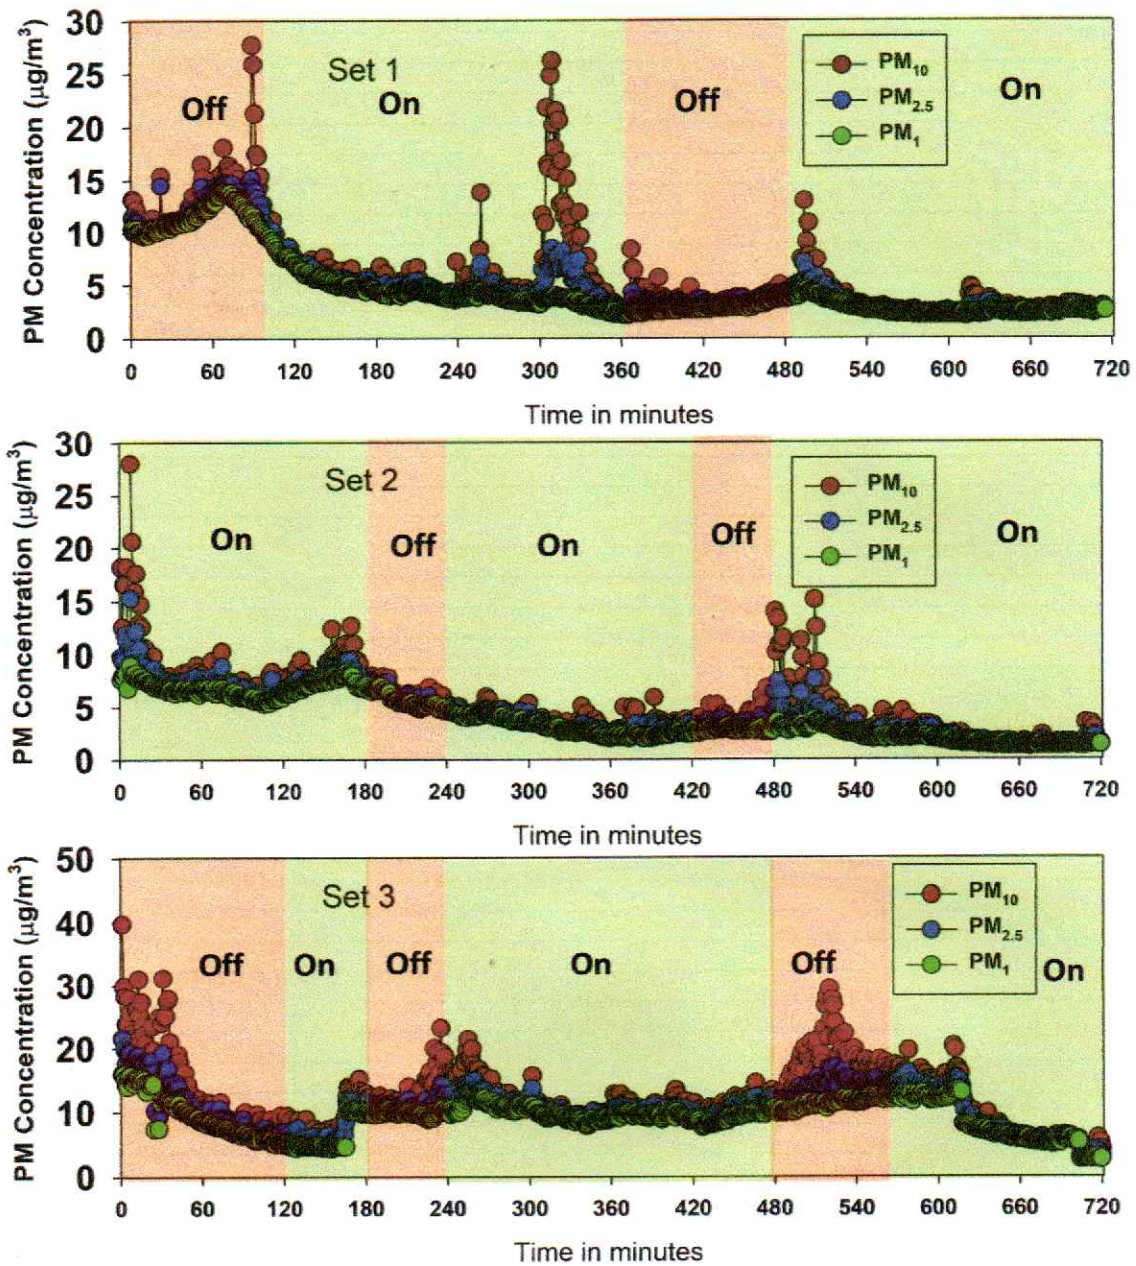 PM Concentration (µg/m³)
30
25
20
15
10
5
0
Set 1
Off
On
Off
On
PM₁₀
PM₂.₅
PM₁
0 60 120 180 240 300 360 420 480 540 600 660 720
Time in minutes
PM Concentration (µg/m³)
30
25
20
15
10
5
0
Set 2
On
Off
On
Off
On
PM₁₀
PM₂.₅
PM₁
0 60 120 180 240 300 360 420 480 540 600 660 720
Time in minutes
PM Concentration (µg/m³)
50
40
30
20
10
0
Set 3
Off
On
Off
On
Off
On
PM₁₀
PM₂.₅
PM₁
0 60 120 180 240 300 360 420 480 540 600 660 720
Time in minutes